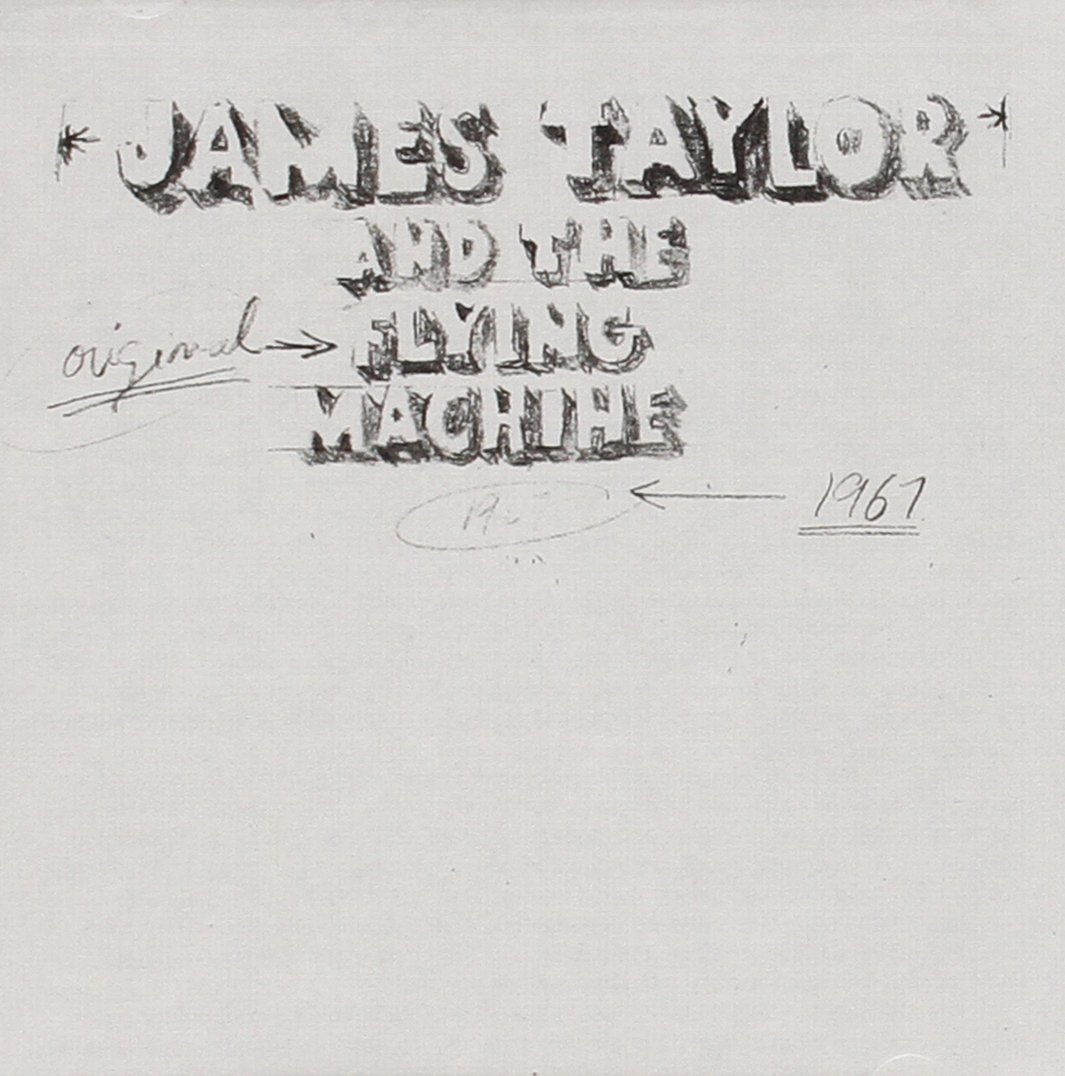 * JAMES TAYLOR *
AND THE
original → FLYING
MACHINE
← 1967